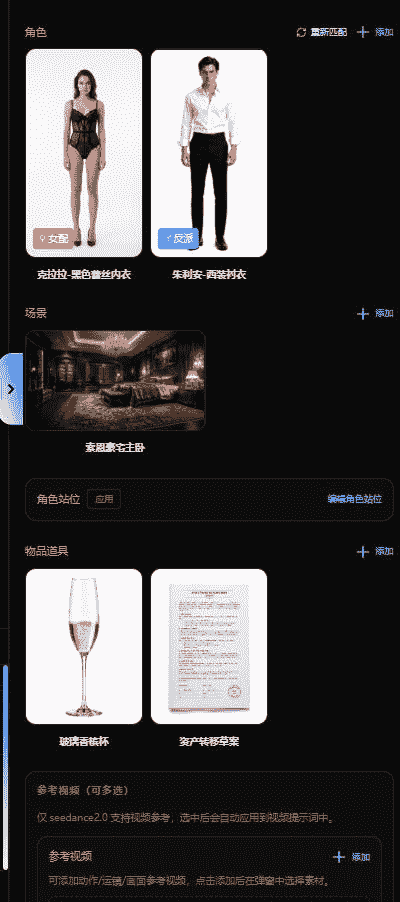 角色
重新匹配
添加
女配
反派
克拉拉-黑色蕾丝内衣
朱利安-西装衬衣
场景
添加
索恩豪宅主卧
角色站位
应用
编辑角色站位
物品道具
添加
玻璃香槟杯
资产转移草案
参考视频（可多选）
仅 seedance2.0 支持视频参考，选中后会自动应用到视频提示词中。
参考视频
添加
可添加动作/运镜/画面参考视频，点击添加后在弹窗中选择素材。